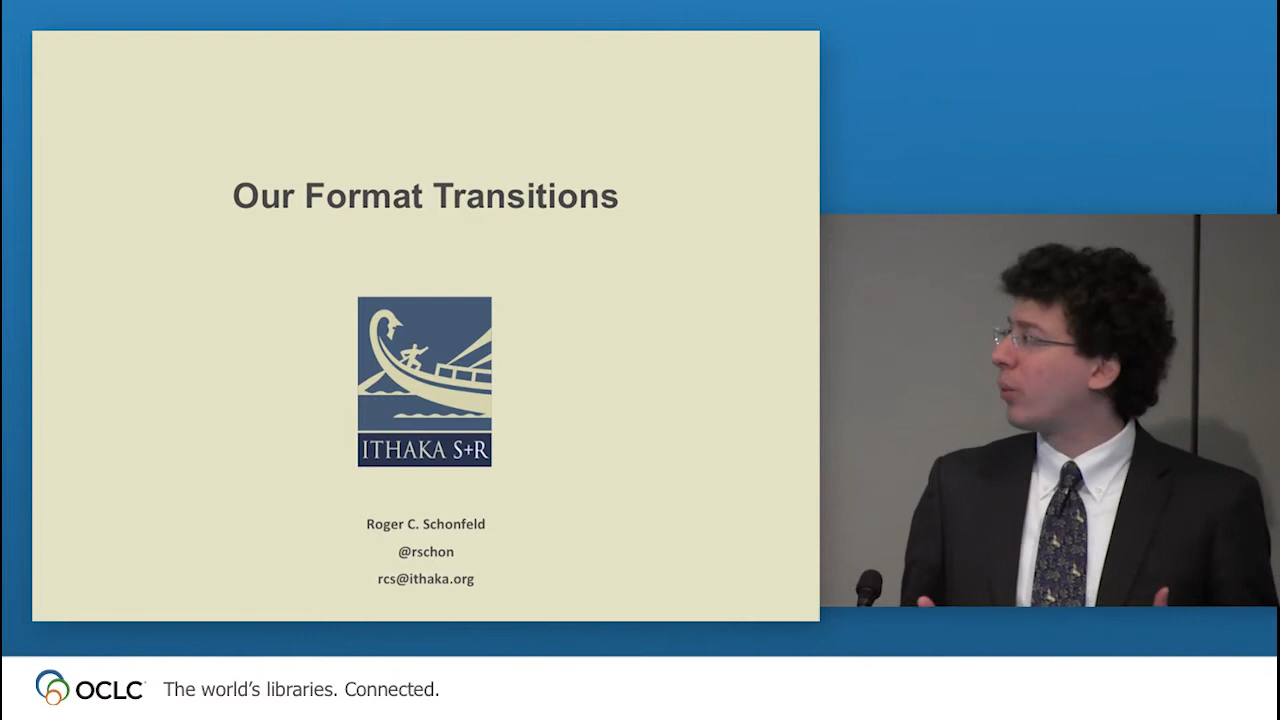 Our Format Transitions
ITHAKA S+R
Roger C. Schonfeld
@rschon
rcs@ithaka.org
OCLC
The world's libraries. Connected.